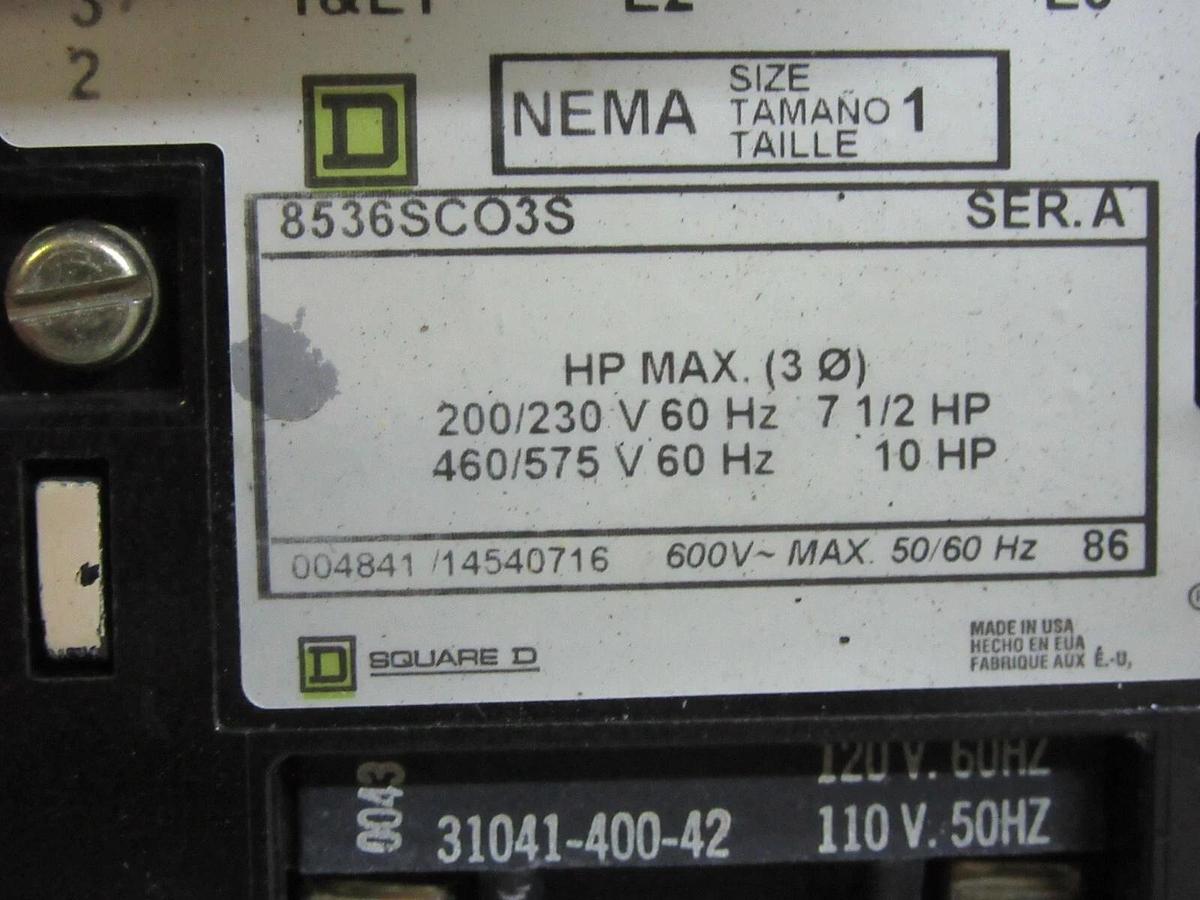 2
D
NEMA SIZE TAMAÑO TAILLE 1
8536SCO3S SER. A
HP MAX. (3 Ø)
200/230 V 60 Hz 7 1/2 HP
460/575 V 60 Hz 10 HP
004841 /14540716 600V~ MAX. 50/60 Hz 86
D SQUARE D
MADE IN USA
HECHO EN EUA
FABRIQUE AUX É.-U,
120 V. 60HZ
0043 31041-400-42 110 V. 50HZ